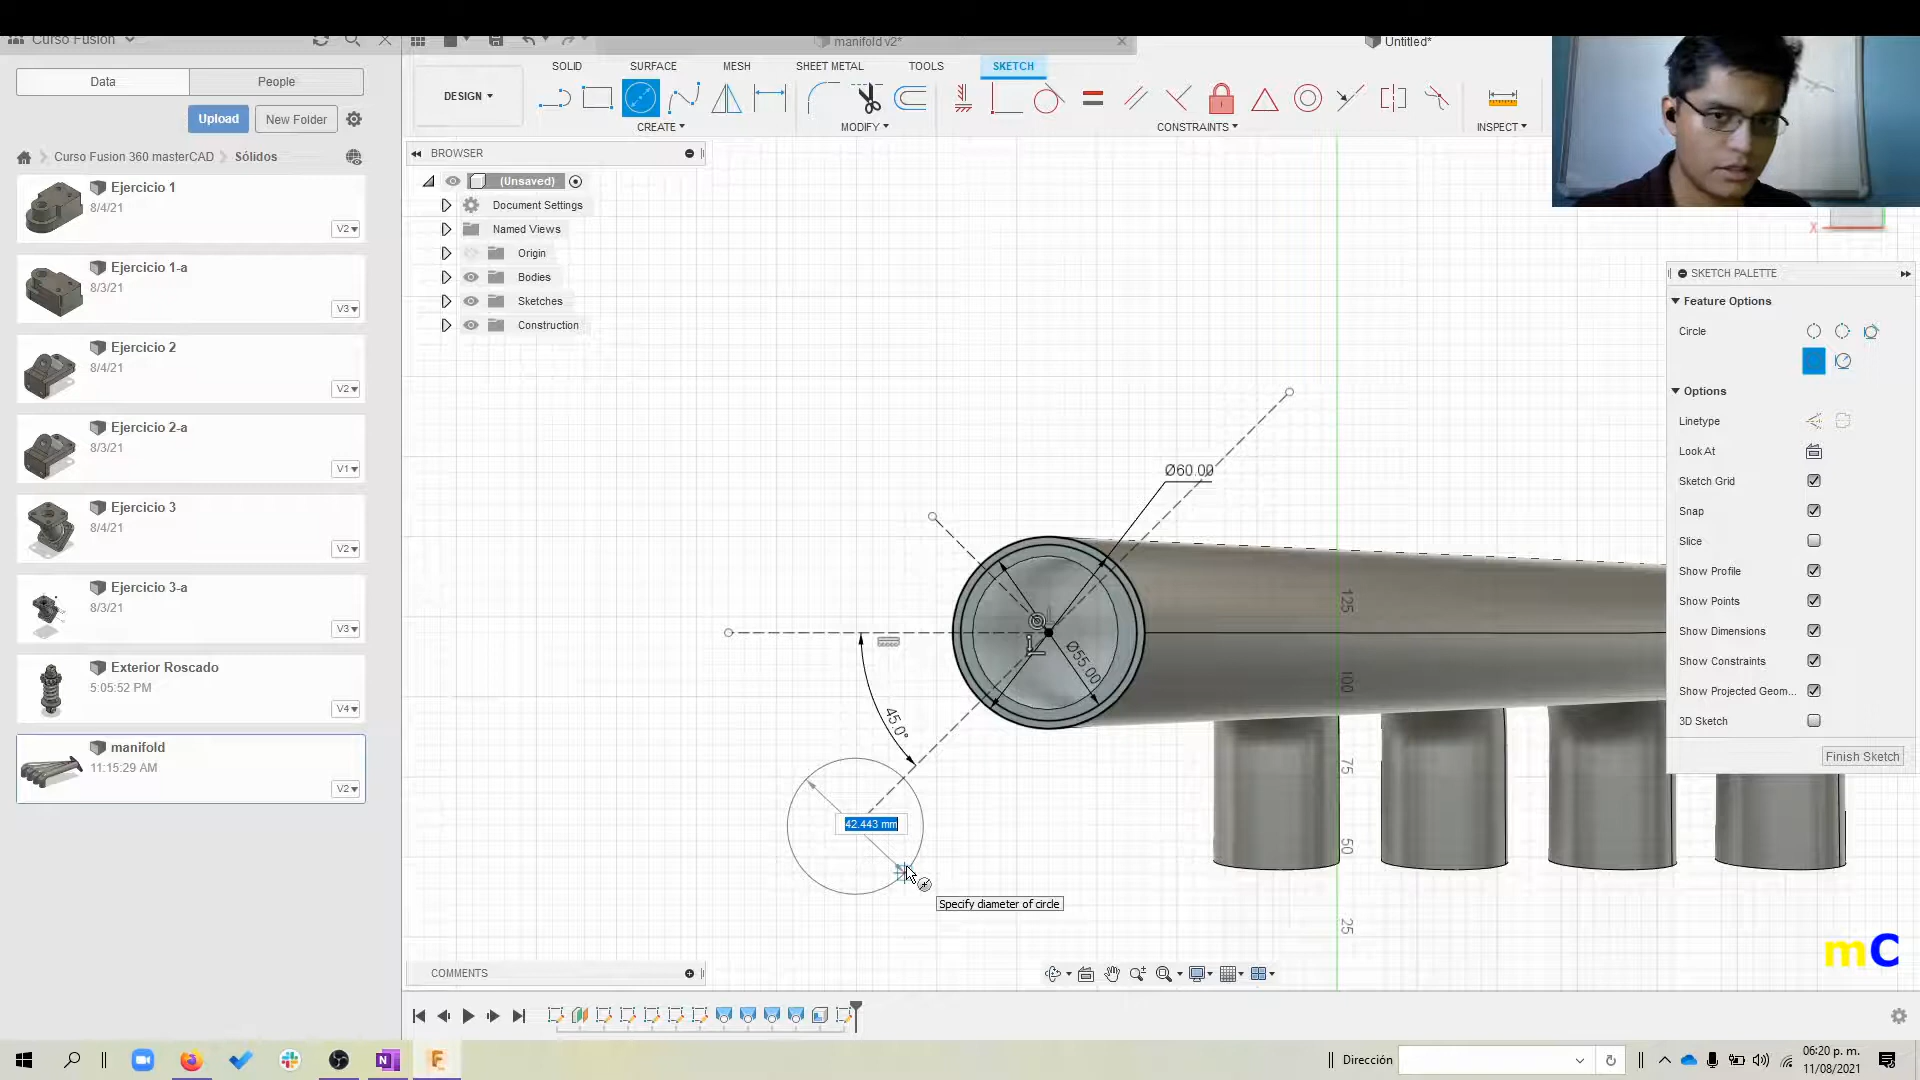 Curso Fusion
manifold v2*
Untitled*
Data
People
Upload
New Folder
Curso Fusion 360 masterCAD
Sólidos
Ejercicio 1
8/4/21
V2
Ejercicio 1-a
8/3/21
V3
Ejercicio 2
8/4/21
V2
Ejercicio 2-a
8/3/21
V1
Ejercicio 3
8/4/21
V2
Ejercicio 3-a
8/3/21
V3
Exterior Roscado
5:05:52 PM
V4
manifold
11:15:29 AM
V2
DESIGN
SOLID
SURFACE
MESH
SHEET METAL
TOOLS
SKETCH
CREATE
MODIFY
CONSTRAINTS
INSPECT
BROWSER
(Unsaved)
Document Settings
Named Views
Origin
Bodies
Sketches
Construction
Ø60.00
Ø55.00
45.0°
42.443 mm
Specify diameter of circle
125
100
75
50
25
X
SKETCH PALETTE
Feature Options
Circle
Options
Linetype
Look At
Sketch Grid
Snap
Slice
Show Profile
Show Points
Show Dimensions
Show Constraints
Show Projected Geom...
3D Sketch
Finish Sketch
mC
COMMENTS
Dirección
06:20 p. m.
11/08/2021